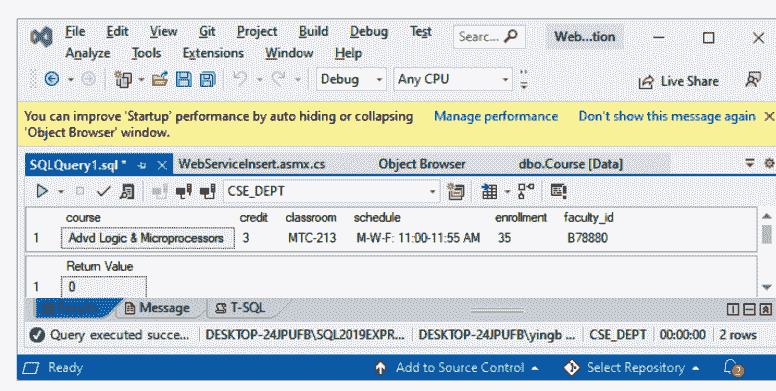 File Edit View Git Project Build Debug Test Searc... Web...tion
Analyze Tools Extensions Window Help
Debug Any CPU Live Share
You can improve 'Startup' performance by auto hiding or collapsing Manage performance Don't show this message again
'Object Browser' window.
SQLQuery1.sql * WebServiceInsert.asmx.cs Object Browser dbo.Course [Data]
CSE_DEPT
course credit classroom schedule enrollment faculty_id
1 Advd Logic & Microprocessors 3 MTC-213 M-W-F: 11:00-11:55 AM 35 B78880
Return Value
1 0
Message T-SQL
Query executed succe... DESKTOP-24JPUFB\SQL2019EXPR... DESKTOP-24JPUFB\yingb ... CSE_DEPT 00:00:00 2 rows
Ready Add to Source Control Select Repository 2